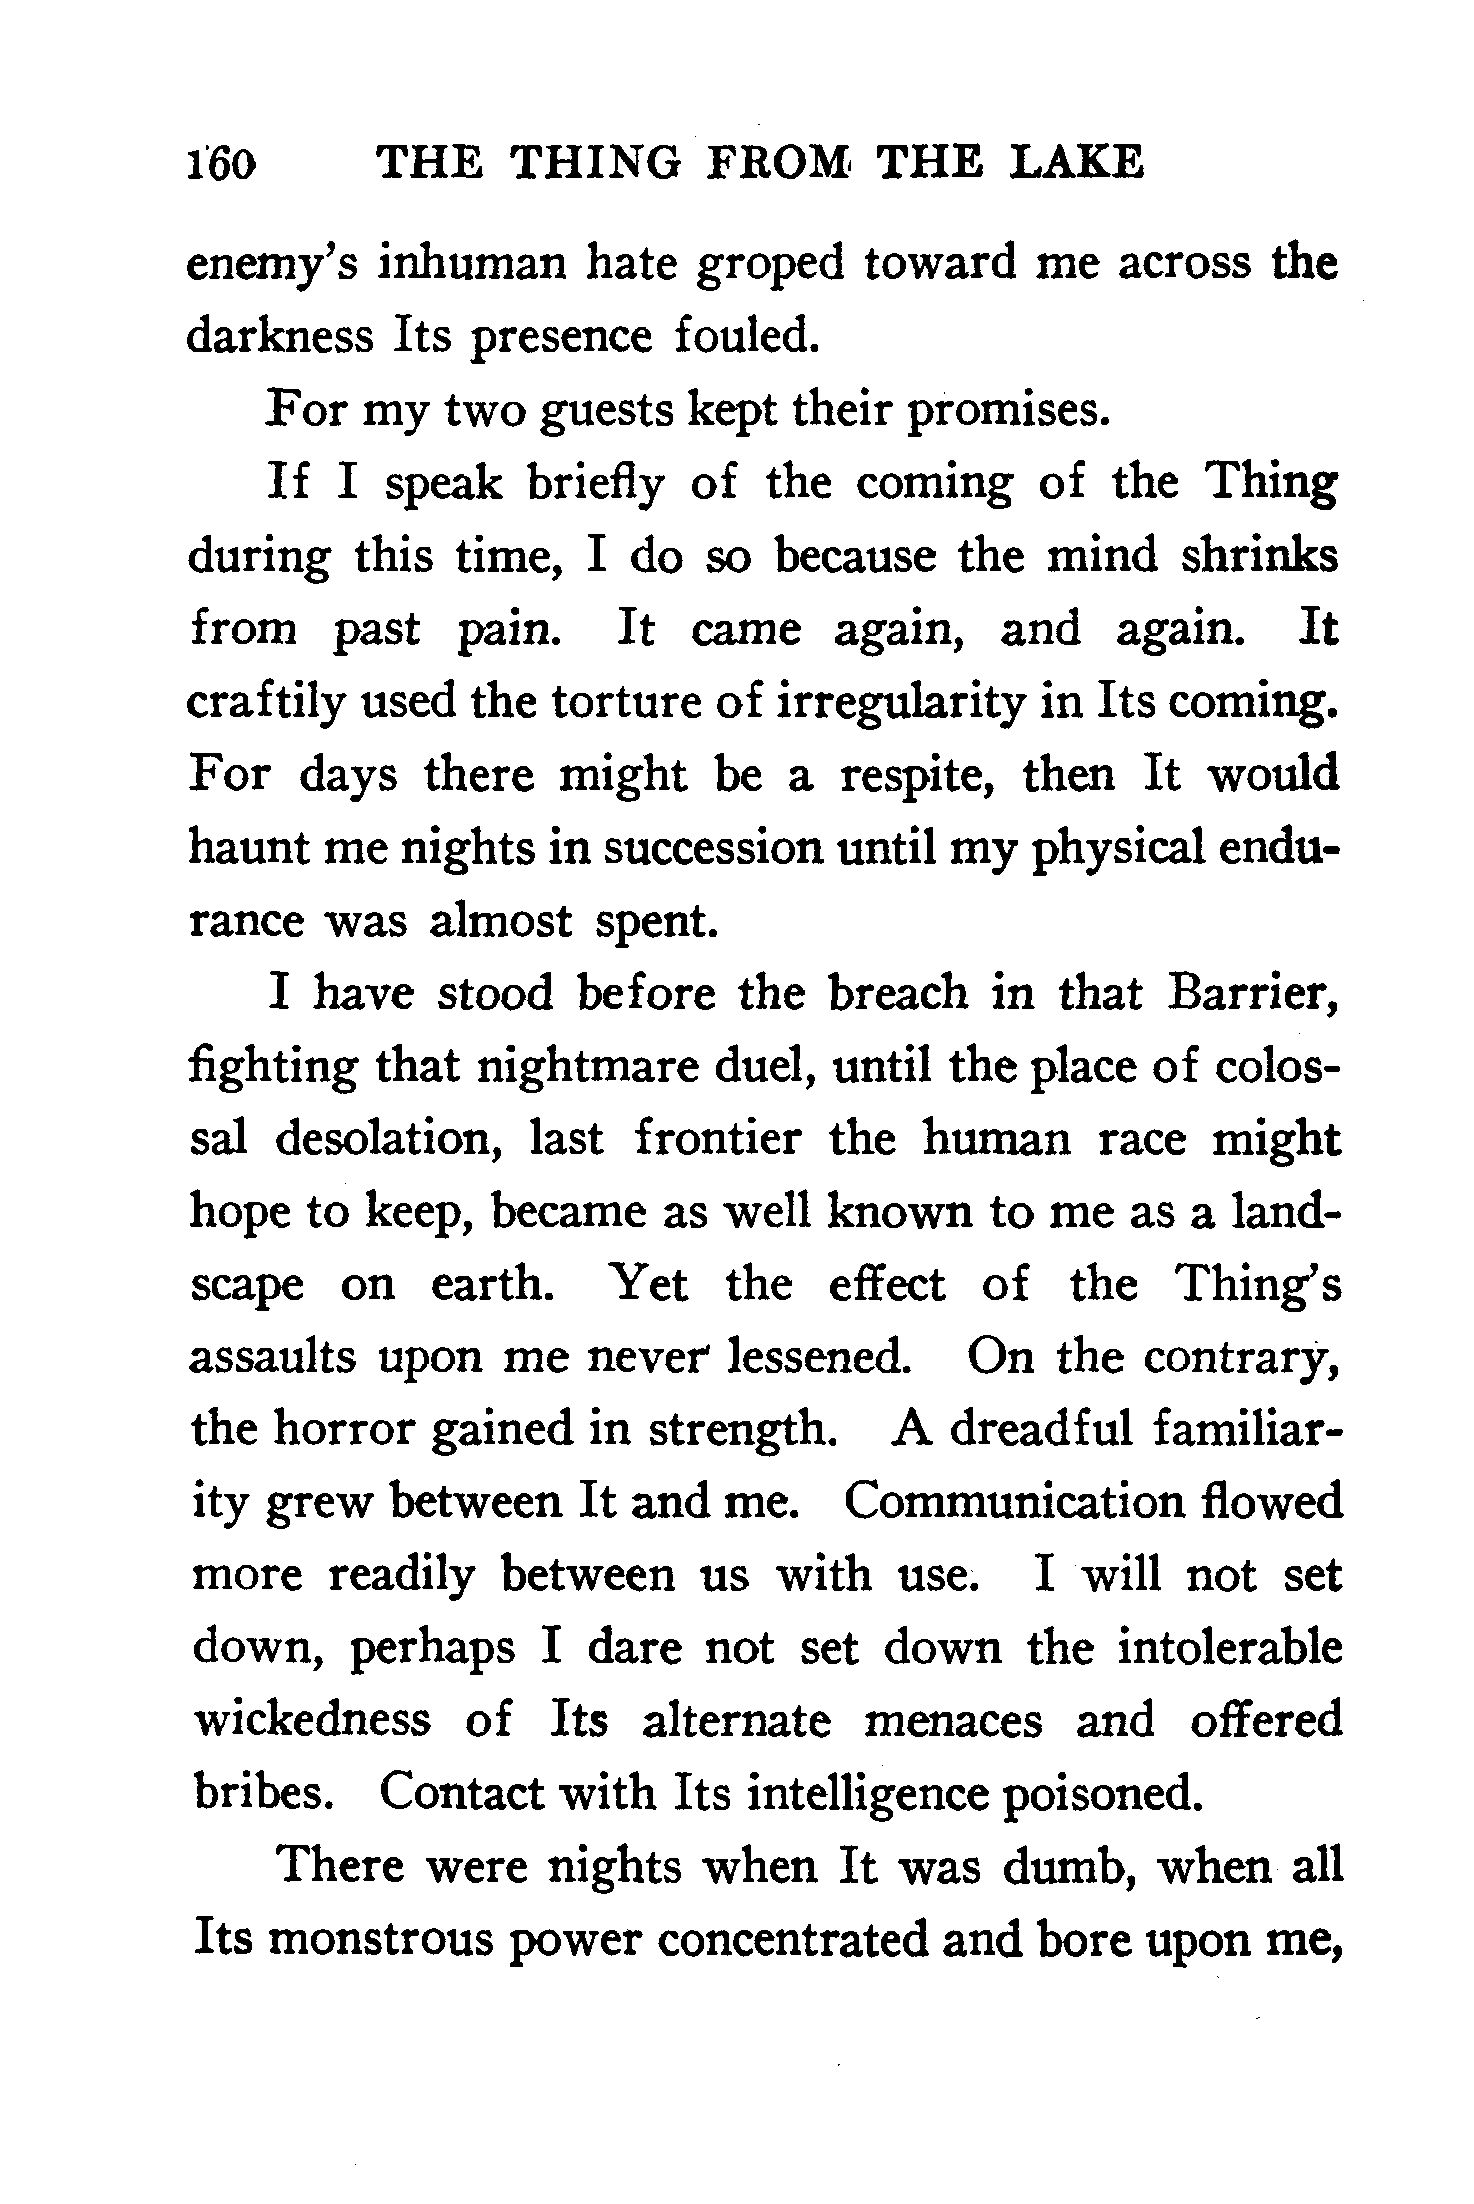 160 THE THING FROM THE LAKE
enemy's inhuman hate groped toward me across the
darkness Its presence fouled.
For my two guests kept their promises.
If I speak briefly of the coming of the Thing
during this time, I do so because the mind shrinks
from past pain. It came again, and again. It
craftily used the torture of irregularity in Its coming.
For days there might be a respite, then It would
haunt me nights in succession until my physical endu-
rance was almost spent.
I have stood before the breach in that Barrier,
fighting that nightmare duel, until the place of colos-
sal desolation, last frontier the human race might
hope to keep, became as well known to me as a land-
scape on earth. Yet the effect of the Thing's
assaults upon me never lessened. On the contrary,
the horror gained in strength. A dreadful familiar-
ity grew between It and me. Communication flowed
more readily between us with use. I will not set
down, perhaps I dare not set down the intolerable
wickedness of Its alternate menaces and offered
bribes. Contact with Its intelligence poisoned.
There were nights when It was dumb, when all
Its monstrous power concentrated and bore upon me,